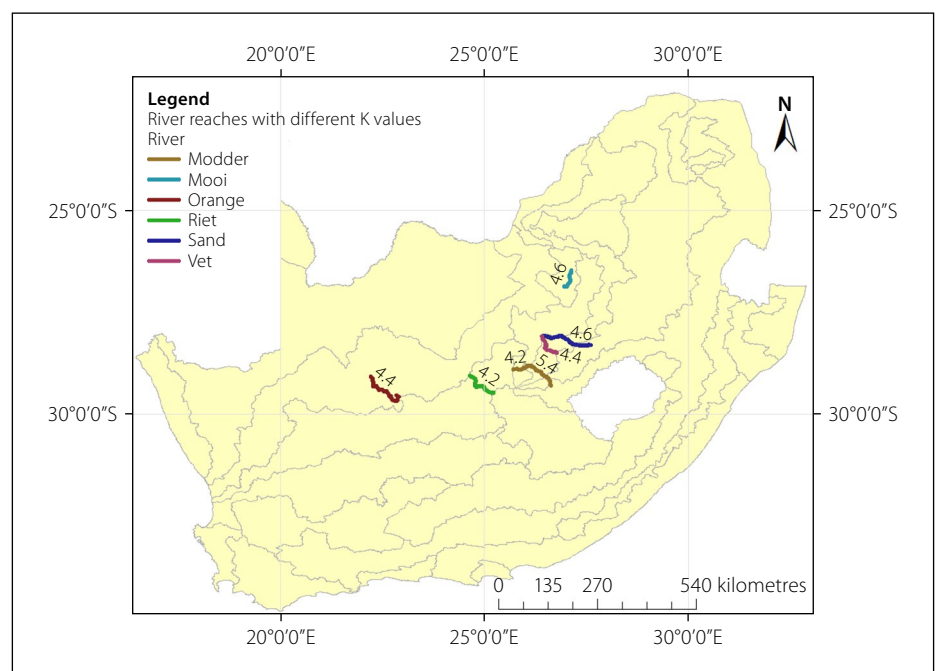 20°0'0"E 25°0'0"E 30°0'0"E
Legend
River reaches with different K values
River
Modder
Mooi
Orange
Riet
Sand
Vet
N
25°0'0"S 25°0'0"S
4.6
4.6
4.4
4.2 5.4
4.4 4.2
30°0'0"S 30°0'0"S
0 135 270 540 kilometres
20°0'0"E 25°0'0"E 30°0'0"E